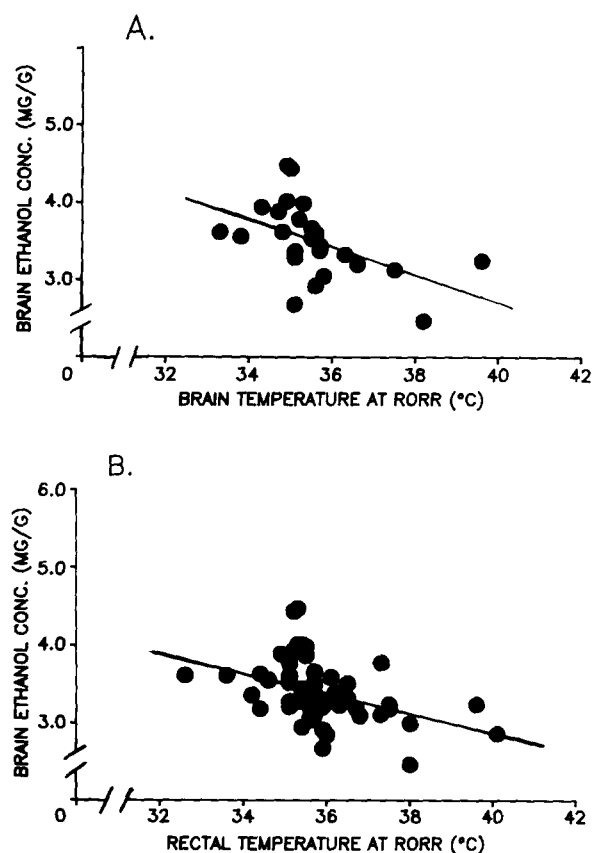 A.
BRAIN ETHANOL CONC. (MG/G)
5.0
4.0
3.0
0
32 34 36 38 40 42
BRAIN TEMPERATURE AT RORR (°C)
B.
BRAIN ETHANOL CONC. (MG/G)
6.0
5.0
4.0
3.0
0
32 34 36 38 40 42
RECTAL TEMPERATURE AT RORR (°C)